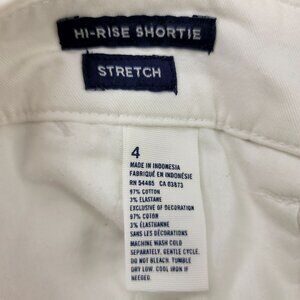 HI-RISE SHORTIE
STRETCH
4
MADE IN INDONESIA
FABRIQUÉ EN INDONÉSIE
RN 54485 CA 03873
97% COTTON
3% ELASTANE
EXCLUSIVE OF DECORATION
97% COTON
3% ÉLASTHANNE
SANS LES DÉCORATIONS
MACHINE WASH COLD
SEPARATELY, GENTLE CYCLE.
DO NOT BLEACH. TUMBLE
DRY LOW. COOL IRON IF
NEEDED.